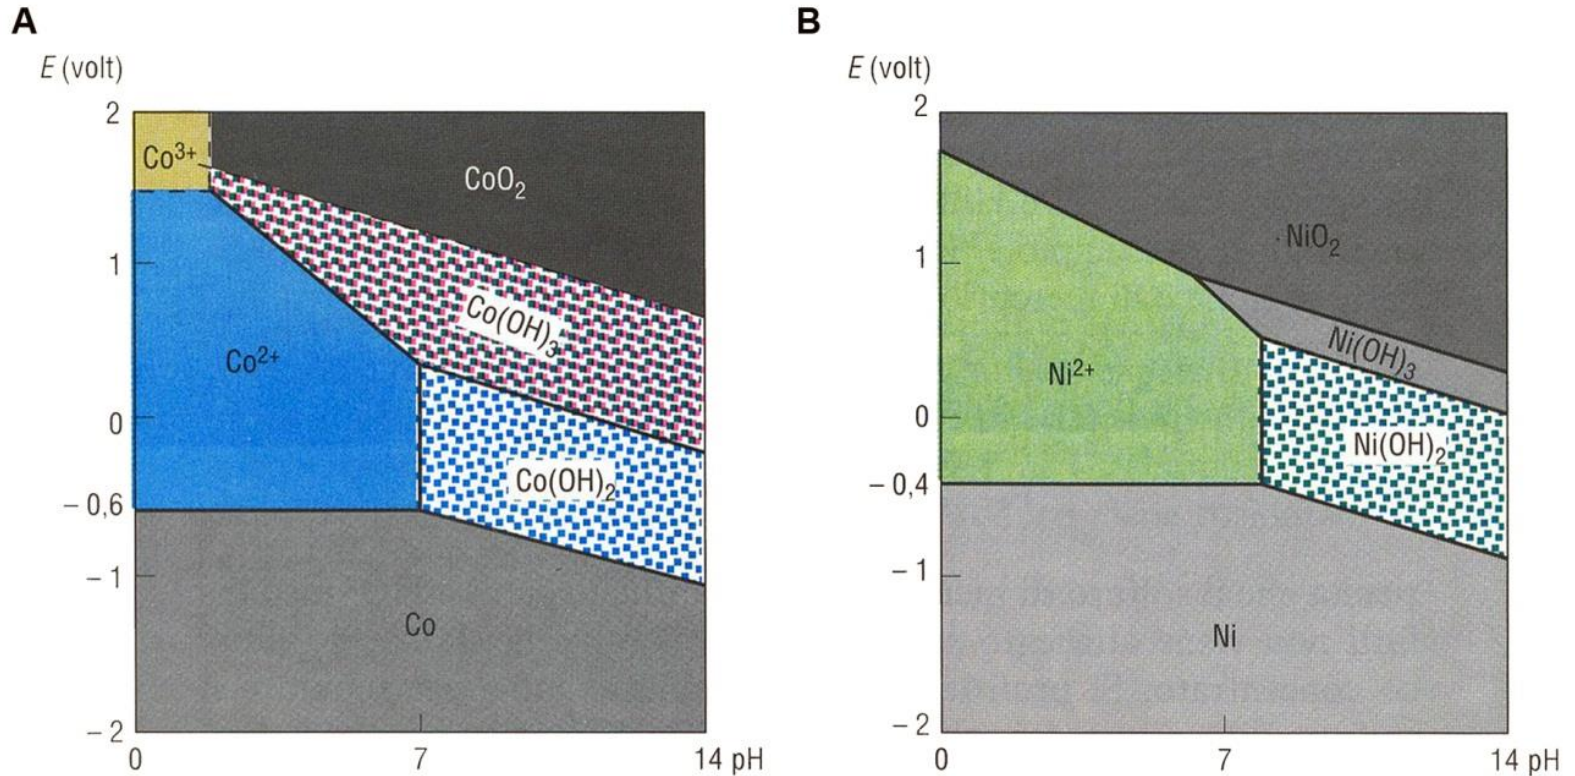 A
E (volt)
2
Co³⁺
CoO₂
1
Co(OH)₃
Co²⁺
0
Co(OH)₂
– 0,6
– 1
Co
– 2
0
7
14 pH
B
E (volt)
2
NiO₂
1
Ni(OH)₃
Ni²⁺
0
Ni(OH)₂
– 0,4
– 1
Ni
– 2
0
7
14 pH